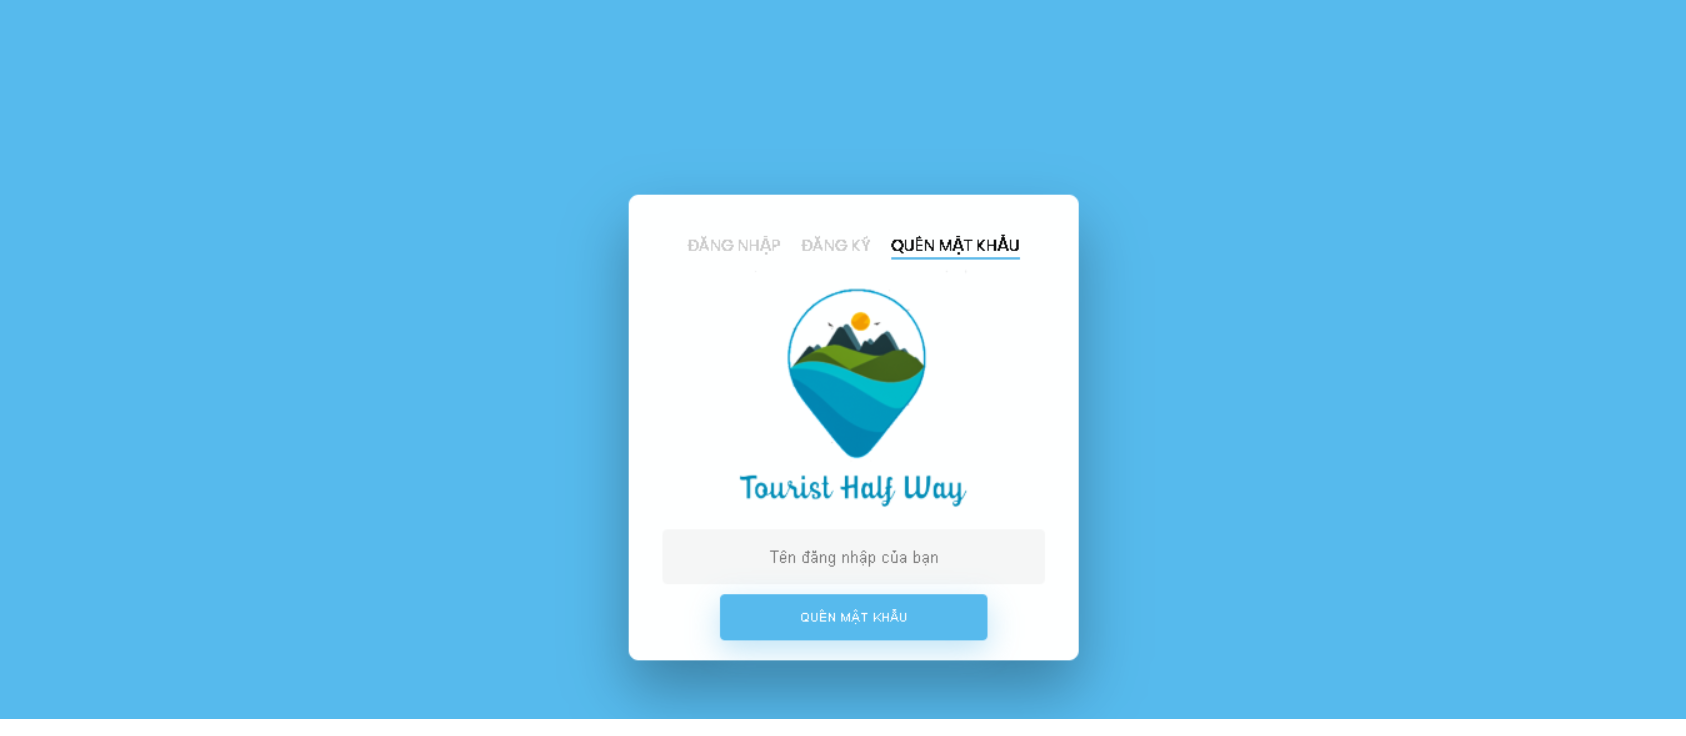 ĐĂNG NHẬP ĐĂNG KÝ QUÊN MẬT KHẨU
Tourist Half Way
Tên đăng nhập của bạn
QUÊN MẬT KHẨU